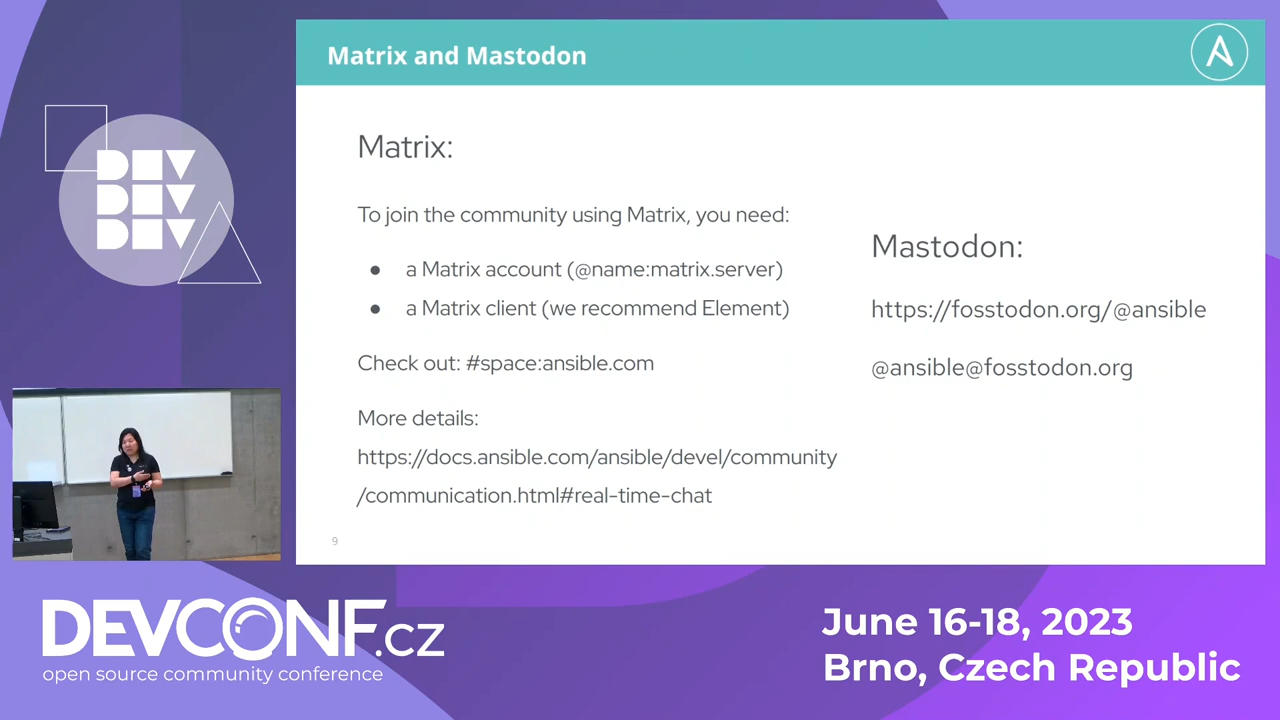 Matrix and Mastodon
A
DEV
DEV
DEV
Matrix:
To join the community using Matrix, you need:
● a Matrix account (@name:matrix.server)
● a Matrix client (we recommend Element)
Check out: #space:ansible.com
More details:
https://docs.ansible.com/ansible/devel/community
/communication.html#real-time-chat
Mastodon:
https://fosstodon.org/@ansible
@ansible@fosstodon.org
9
DEVCONF.cz
open source community conference
June 16-18, 2023
Brno, Czech Republic